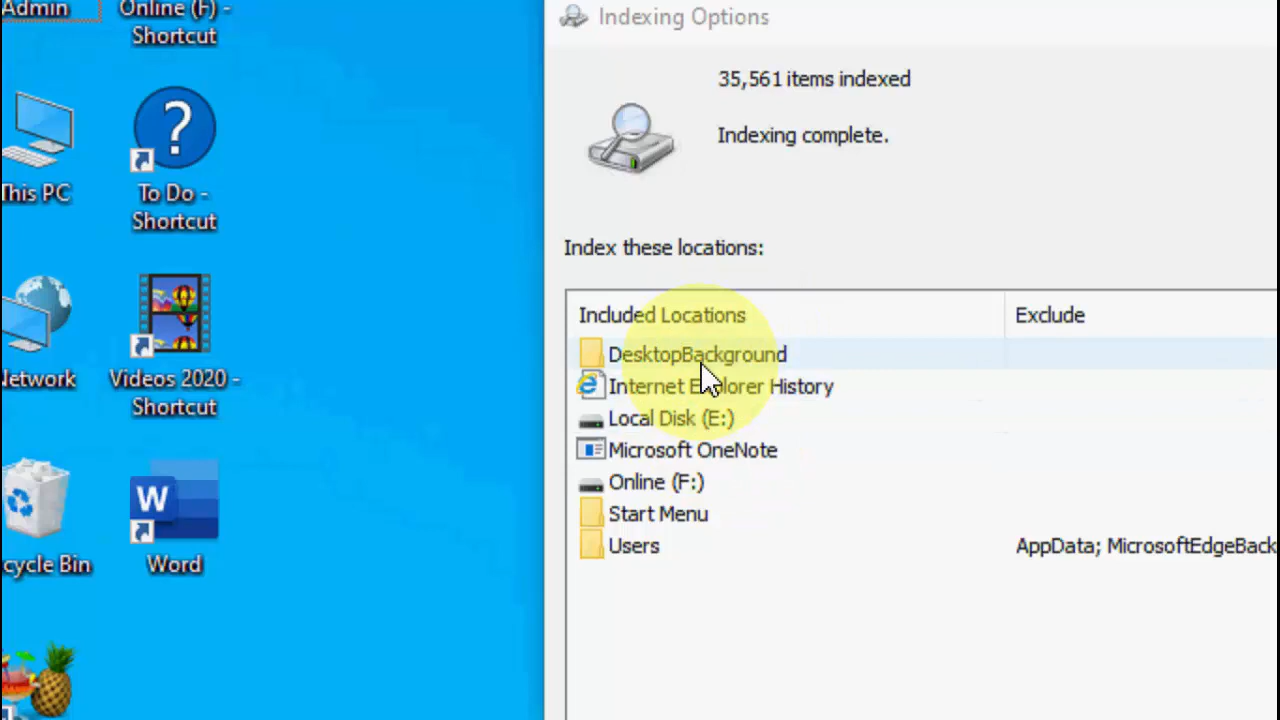 Admin
Online (F) -
Shortcut
This PC
To Do -
Shortcut
Network
Videos 2020 -
Shortcut
cycle Bin
W
Word
Indexing Options
35,561 items indexed
Indexing complete.
Index these locations:
Included Locations
Exclude
DesktopBackground
Internet Explorer History
Local Disk (E:)
Microsoft OneNote
Online (F:)
Start Menu
Users
AppData; MicrosoftEdgeBack